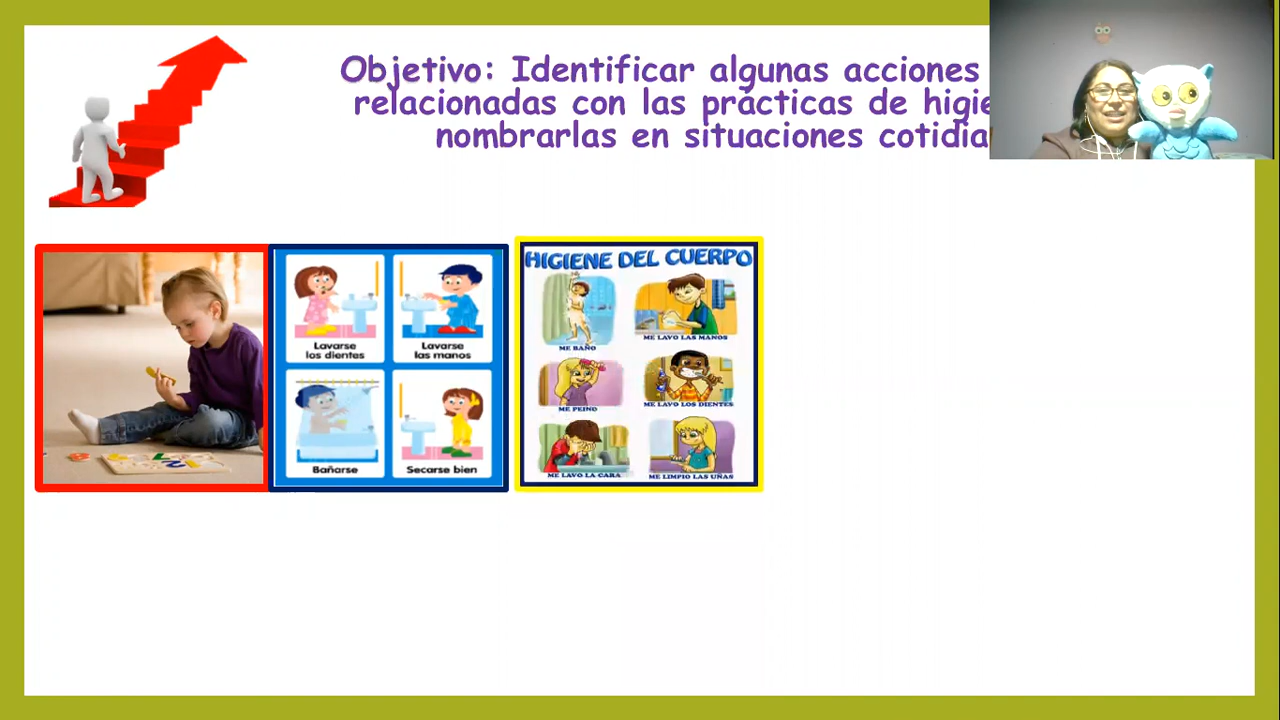 Objetivo: Identificar algunas acciones
relacionadas con las prácticas de higie
nombrarlas en situaciones cotidia
Lavarse
los dientes
Lavarse
las manos
Bañarse
Secarse bien
HIGIENE DEL CUERPO
ME BAÑO
ME LAVO LAS MANOS
ME PEINO
ME LAVO LOS DIENTES
ME LAVO LA CARA
ME LIMPIO LAS UÑAS